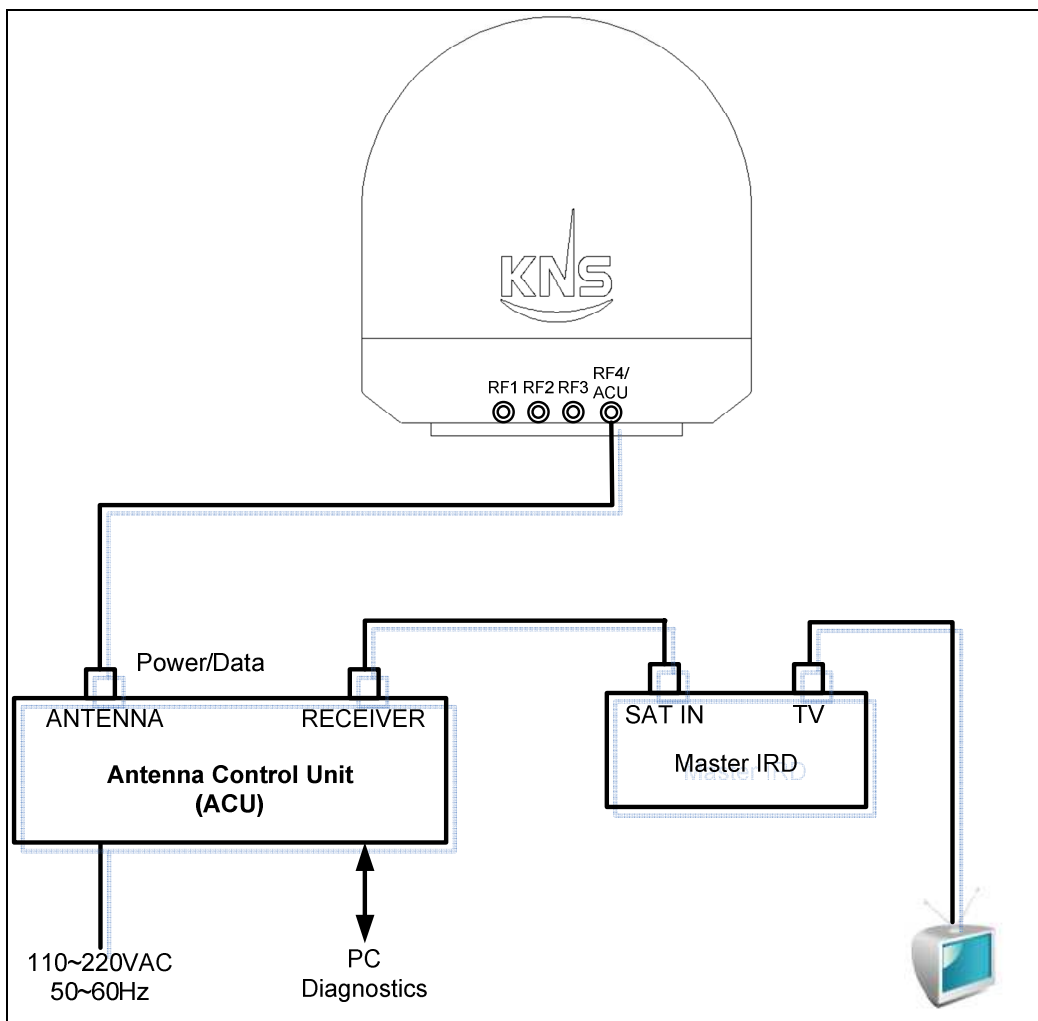 KNS
RF1 RF2 RF3 RF4/
ACU
Power/Data
ANTENNA
RECEIVER
Antenna Control Unit
(ACU)
SAT IN
TV
Master IRD
110~220VAC
50~60Hz
PC
Diagnostics